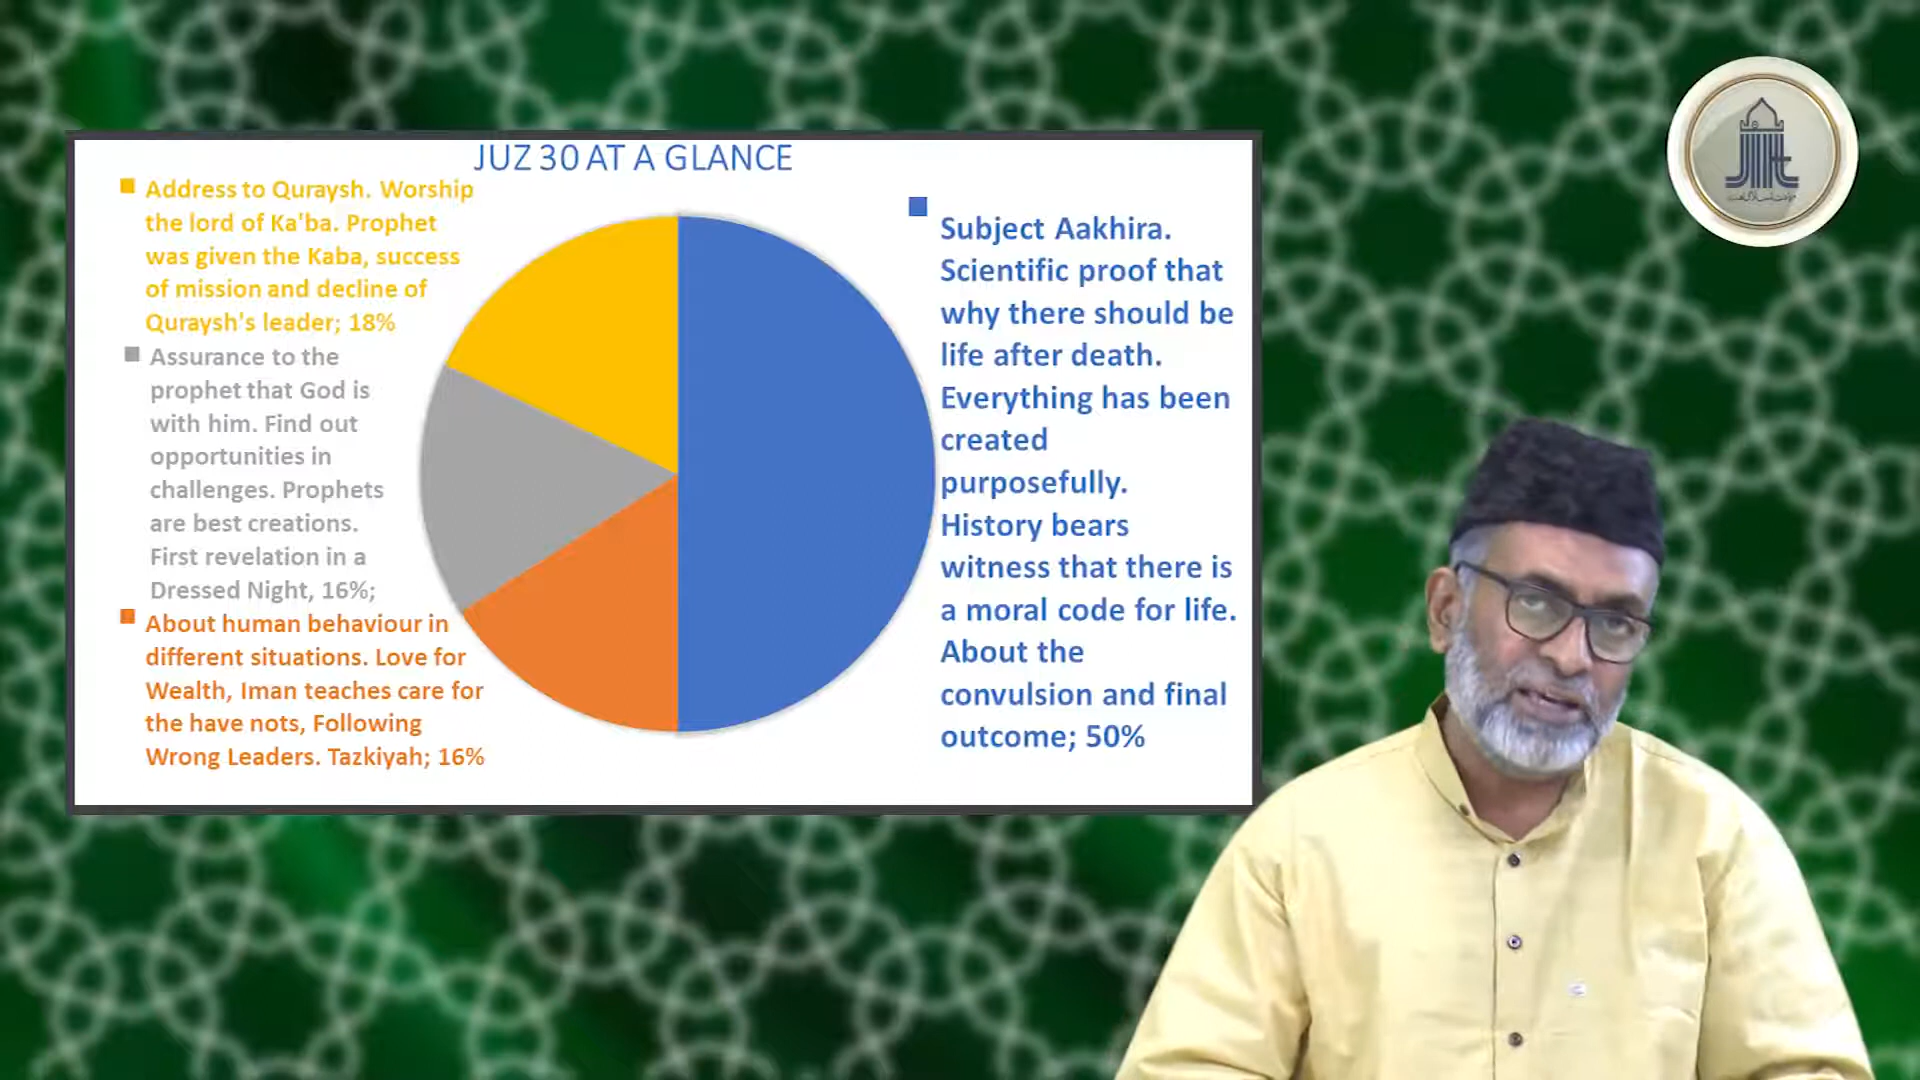 JUZ 30 AT A GLANCE
Address to Quraysh. Worship
the lord of Ka'ba. Prophet
was given the Kaba, success
of mission and decline of
Quraysh's leader; 18%
Assurance to the
prophet that God is
with him. Find out
opportunities in
challenges. Prophets
are best creations.
First revelation in a
Dressed Night, 16%;
About human behaviour in
different situations. Love for
Wealth, Iman teaches care for
the have nots, Following
Wrong Leaders. Tazkiyah; 16%
Subject Aakhira.
Scientific proof that
why there should be
life after death.
Everything has been
created
purposefully.
History bears
witness that there is
a moral code for life.
About the
convulsion and final
outcome; 50%